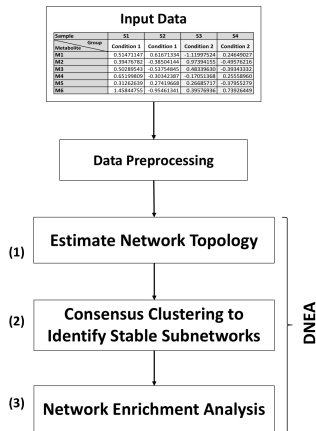 Input Data
Sample S1 S2 S3 S4
Group
Metabolite Condition 1 Condition 1 Condition 2 Condition 2
M1 0.51471147 0.61671334 -1.11997524 0.24649027
M2 0.39476782 -0.38504144 0.97394155 -0.49576216
M3 0.50289543 -0.53754845 0.48339630 -0.39343332
M4 0.65199809 -0.30342387 -0.17051368 0.25558960
M5 0.31262639 0.27419668 0.26685717 -0.37955279
M6 1.45844755 -0.95461341 0.39576936 0.73926449
Data Preprocessing
(1) Estimate Network Topology
(2) Consensus Clustering to
Identify Stable Subnetworks
(3) Network Enrichment Analysis
DNEA